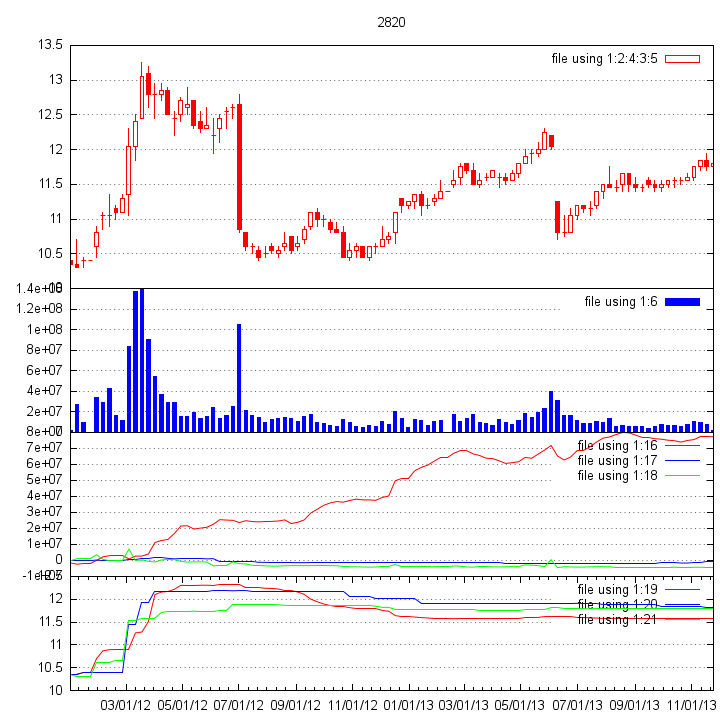 2820
13.5
file using 1:2:4:3:5
13
12.5
12
11.5
11
10.5
1.4e+08
file using 1:6
1.2e+08
1e+08
8e+07
6e+07
4e+07
2e+07
8e+07
file using 1:16
7e+07
file using 1:17
6e+07
file using 1:18
5e+07
4e+07
3e+07
2e+07
1e+07
0
-1e+07
file using 1:19
12
file using 1:20
11.5
file using 1:21
11
10.5
10
03/01/12 05/01/12 07/01/12 09/01/12 11/01/12 01/01/13 03/01/13 05/01/13 07/01/13 09/01/13 11/01/13